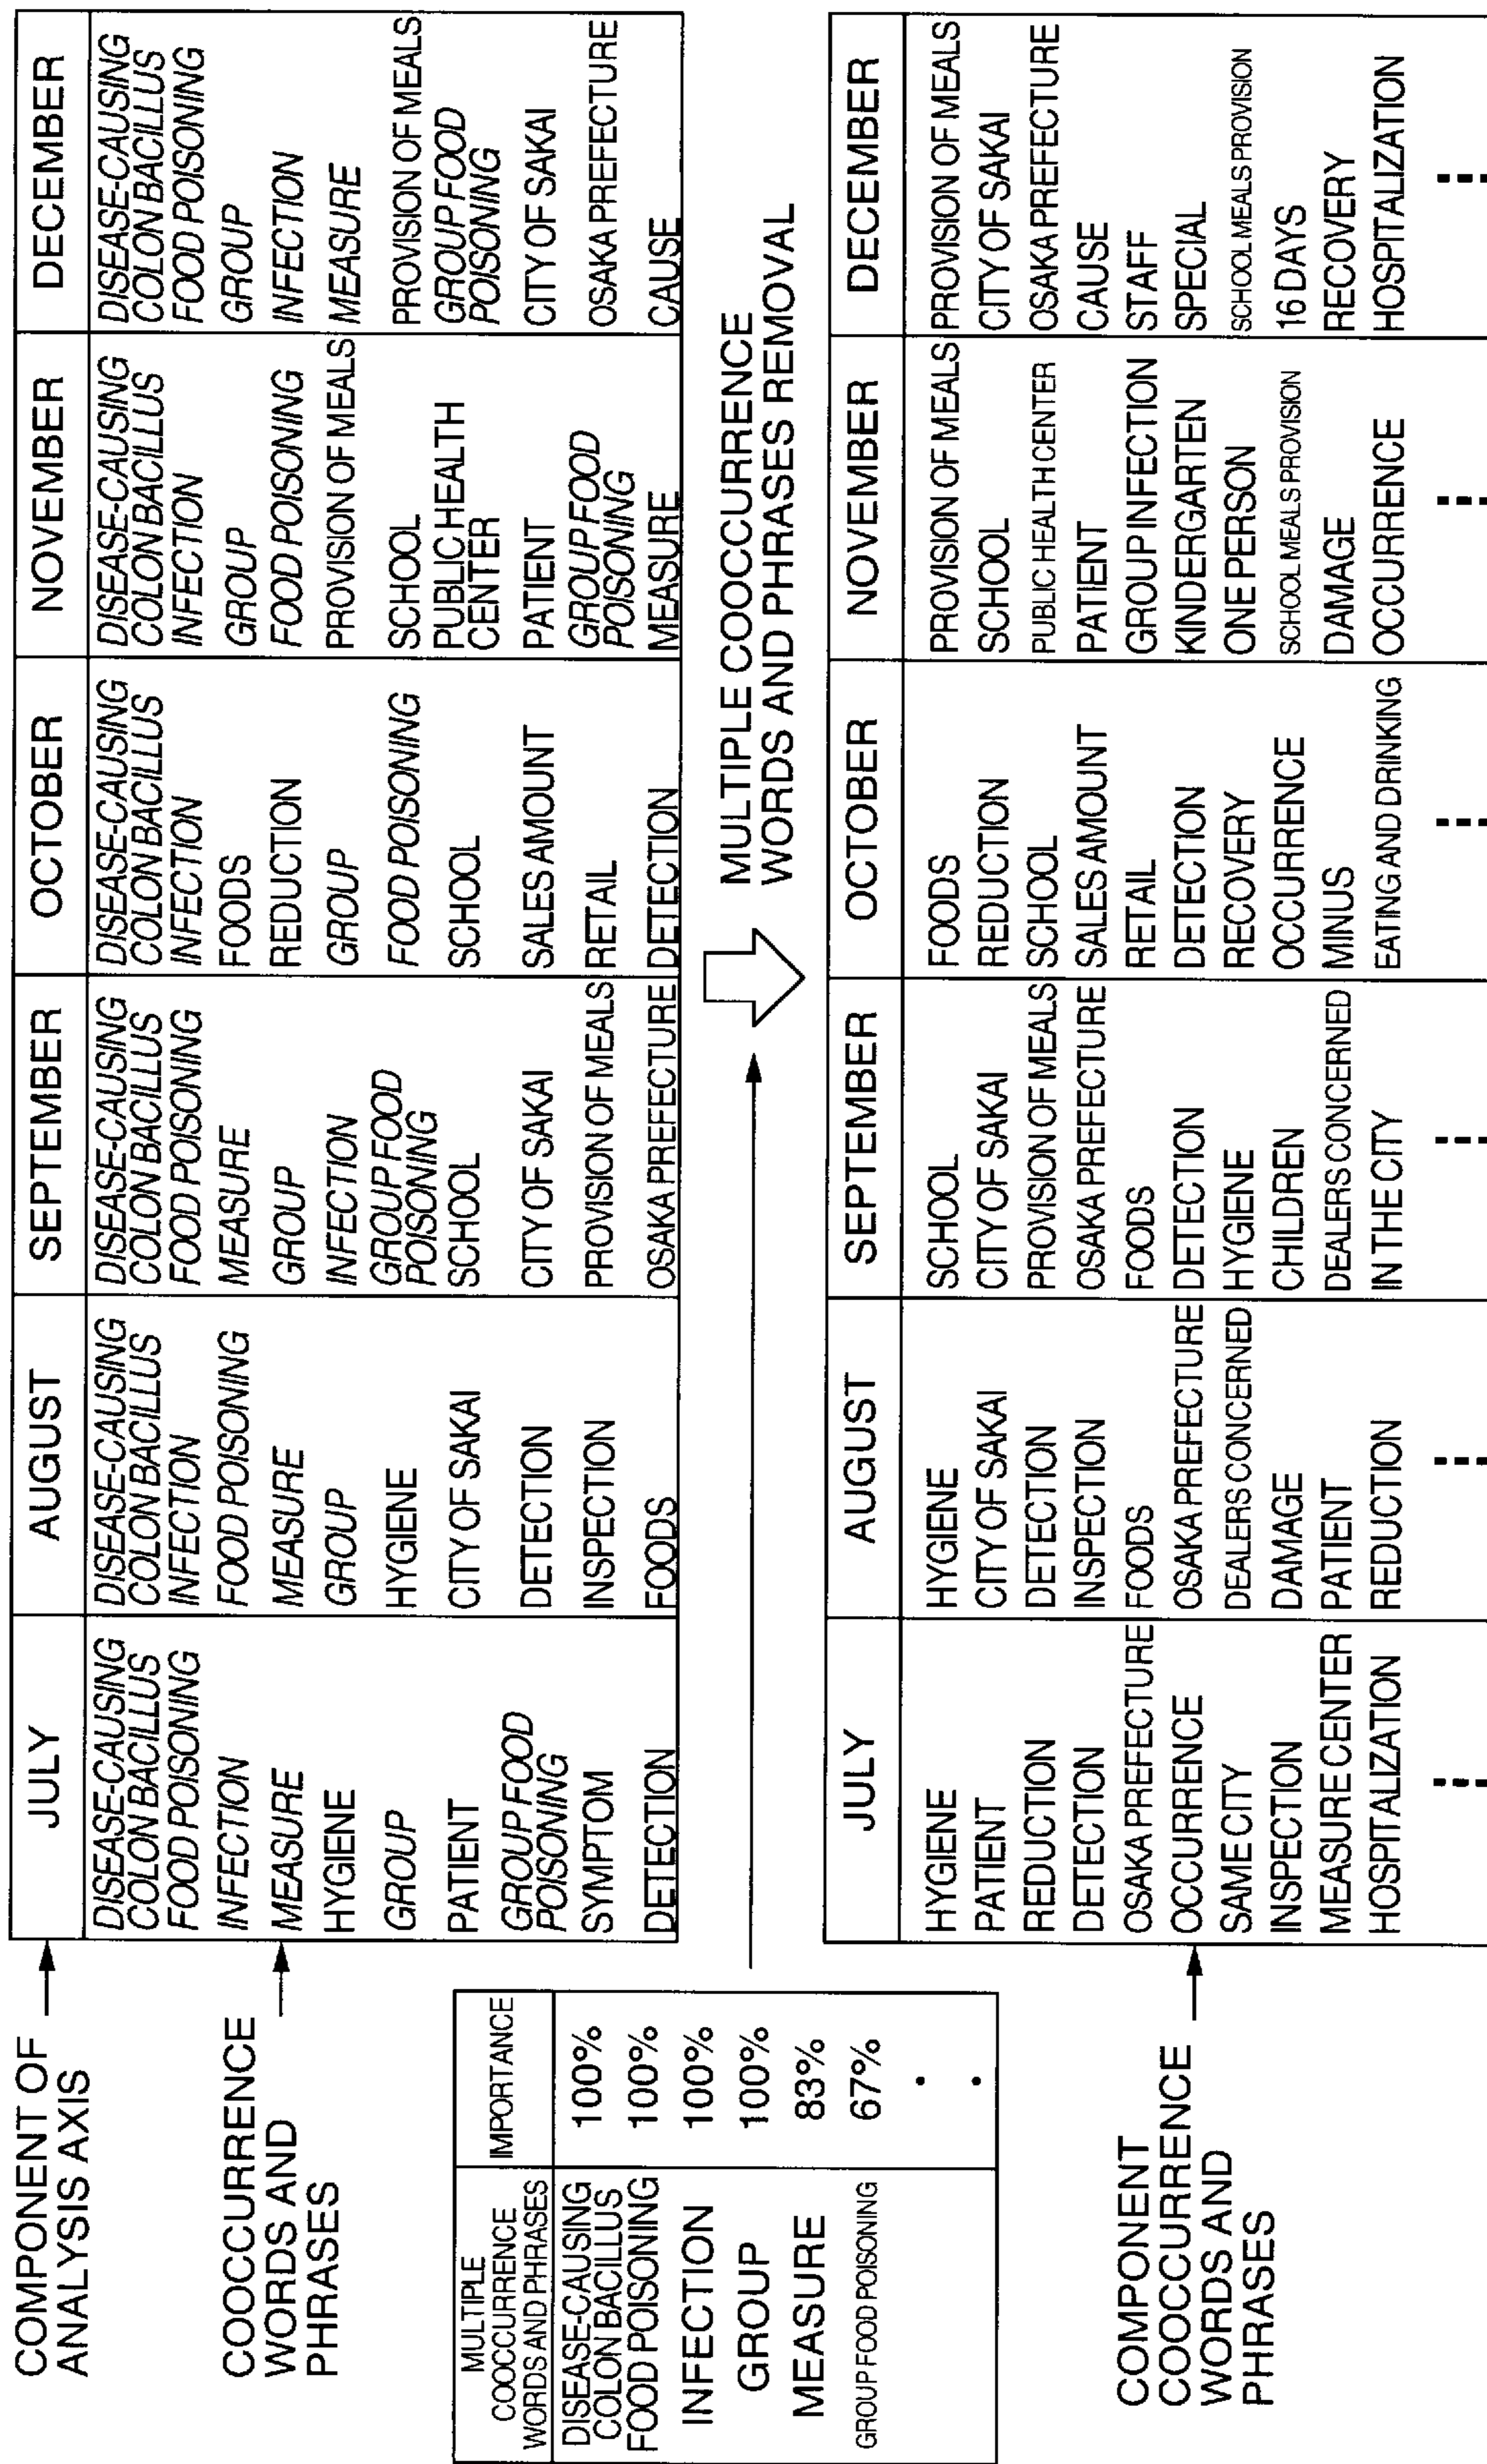 COMPONENT OF
ANALYSIS AXIS
COOCCURRENCE
WORDS AND
PHRASES
JULY
DISEASE-CAUSING
COLON BACILLUS
FOOD POISONING
INFECTION
MEASURE
HYGIENE
GROUP
PATIENT
GROUP FOOD
POISONING
SYMPTOM
DETECTION
AUGUST
DISEASE-CAUSING
COLON BACILLUS
INFECTION
FOOD POISONING
MEASURE
GROUP
HYGIENE
CITY OF SAKAI
DETECTION
INSPECTION
FOODS
SEPTEMBER
DISEASE-CAUSING
COLON BACILLUS
FOOD POISONING
MEASURE
GROUP
INFECTION
GROUP FOOD
POISONING
SCHOOL
CITY OF SAKAI
PROVISION OF MEALS
OSAKA PREFECTURE
OCTOBER
DISEASE-CAUSING
COLON BACILLUS
INFECTION
FOODS
REDUCTION
GROUP
FOOD POISONING
SCHOOL
SALES AMOUNT
RETAIL
DETECTION
NOVEMBER
DISEASE-CAUSING
COLON BACILLUS
INFECTION
GROUP
FOOD POISONING
PROVISION OF MEALS
SCHOOL
PUBLIC HEALTH
CENTER
PATIENT
GROUP FOOD
POISONING
MEASURE
DECEMBER
DISEASE-CAUSING
COLON BACILLUS
FOOD POISONING
GROUP
INFECTION
MEASURE
PROVISION OF MEALS
GROUP FOOD
POISONING
CITY OF SAKAI
OSAKA PREFECTURE
CAUSE
MULTIPLE
COOCCURRENCE
WORDS AND PHRASES
IMPORTANCE
DISEASE-CAUSING
COLON BACILLUS
100%
FOOD POISONING 100%
INFECTION 100%
GROUP 100%
MEASURE 83%
GROUP FOOD POISONING 67%
MULTIPLE COOCCURRENCE
WORDS AND PHRASES REMOVAL
COMPONENT
COOCCURRENCE
WORDS AND
PHRASES
JULY
HYGIENE
PATIENT
REDUCTION
DETECTION
OSAKA PREFECTURE
OCCURRENCE
SAME CITY
INSPECTION
MEASURE CENTER
HOSPITALIZATION
AUGUST
HYGIENE
CITY OF SAKAI
DETECTION
INSPECTION
FOODS
OSAKA PREFECTURE
DEALERS CONCERNED
DAMAGE
PATIENT
REDUCTION
SEPTEMBER
SCHOOL
CITY OF SAKAI
PROVISION OF MEALS
OSAKA PREFECTURE
FOODS
DETECTION
HYGIENE
CHILDREN
DEALERS CONCERNED
IN THE CITY
OCTOBER
FOODS
REDUCTION
SCHOOL
SALES AMOUNT
RETAIL
DETECTION
RECOVERY
OCCURRENCE
MINUS
EATING AND DRINKING
NOVEMBER
PROVISION OF MEALS
SCHOOL
PUBLIC HEALTH CENTER
PATIENT
GROUP INFECTION
KINDERGARTEN
ONE PERSON
SCHOOL MEALS PROVISION
DAMAGE
OCCURRENCE
DECEMBER
PROVISION OF MEALS
CITY OF SAKAI
OSAKA PREFECTURE
CAUSE
STAFF
SPECIAL
SCHOOL MEALS PROVISION
16 DAYS
RECOVERY
HOSPITALIZATION